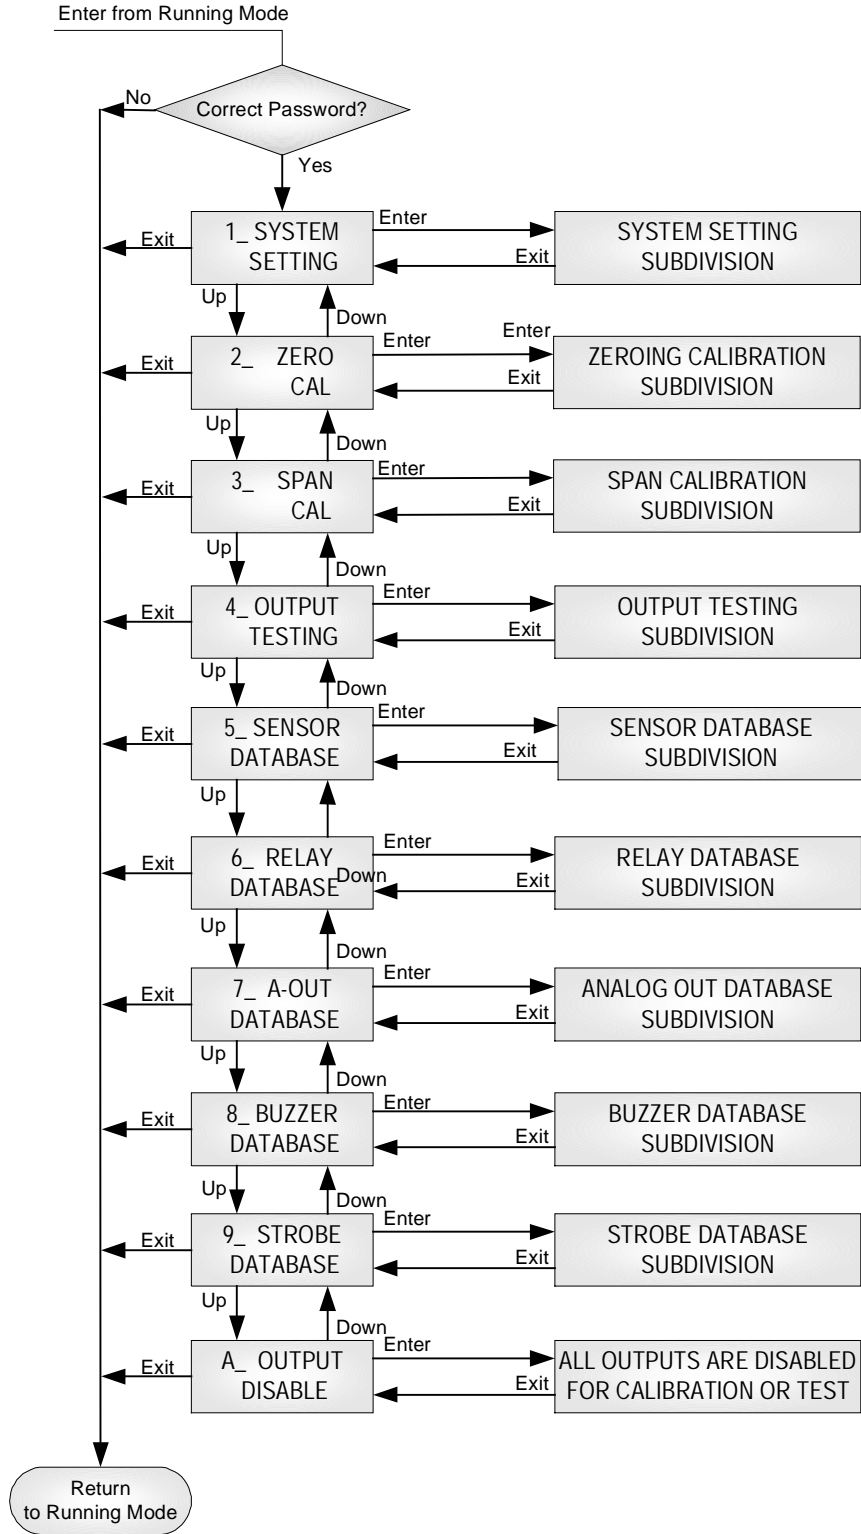 Enter from Running Mode
No
Correct Password?
Yes
1_ SYSTEM
SETTING
Enter
Exit
Exit
SYSTEM SETTING
SUBDIVISION
Up
Down
2_ ZERO
CAL
Enter
Enter
Exit
Exit
ZEROING CALIBRATION
SUBDIVISION
Up
Down
3_ SPAN
CAL
Enter
Exit
Exit
SPAN CALIBRATION
SUBDIVISION
Up
Down
4_ OUTPUT
TESTING
Enter
Exit
Exit
OUTPUT TESTING
SUBDIVISION
Up
Down
5_ SENSOR
DATABASE
Enter
Exit
Exit
SENSOR DATABASE
SUBDIVISION
Up
6_ RELAY
DATABASE
Down
Enter
Exit
Exit
RELAY DATABASE
SUBDIVISION
Up
Down
7_ A-OUT
DATABASE
Enter
Exit
Exit
ANALOG OUT DATABASE
SUBDIVISION
Up
Down
8_ BUZZER
DATABASE
Enter
Exit
Exit
BUZZER DATABASE
SUBDIVISION
Up
Down
9_ STROBE
DATABASE
Enter
Exit
Exit
STROBE DATABASE
SUBDIVISION
Up
Down
A_ OUTPUT
DISABLE
Enter
Exit
Exit
ALL OUTPUTS ARE DISABLED
FOR CALIBRATION OR TEST
Return
to Running Mode